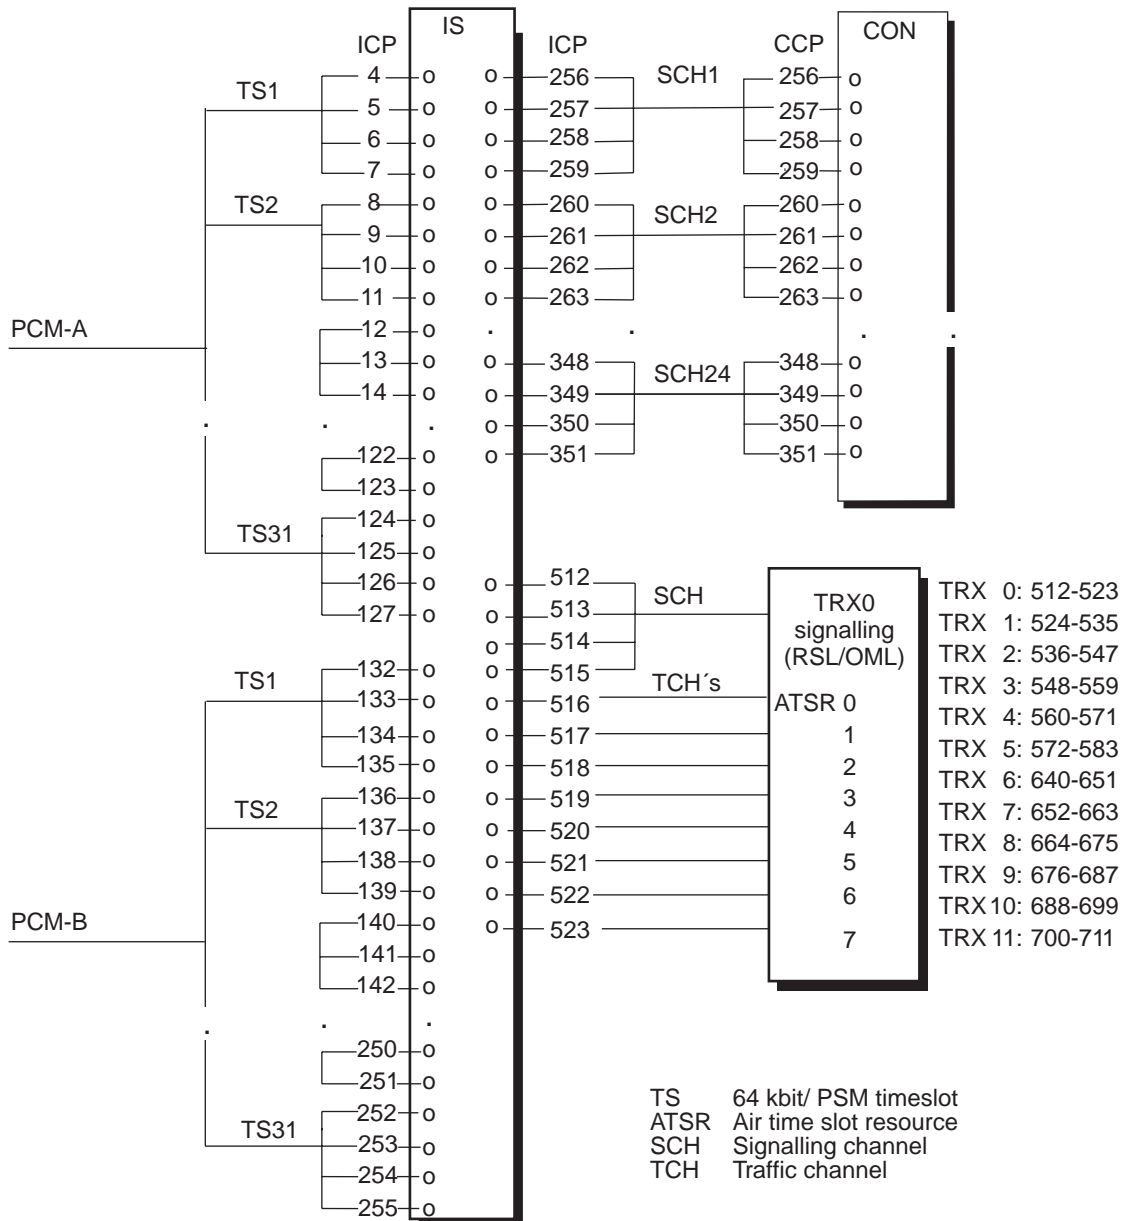 IS
ICP
ICP
CCP
CON
4 o o 256 SCH1 256 o
TS1
5 o o 257 257 o
6 o o 258 258 o
7 o o 259 259 o
TS2 8 o o 260 SCH2 260 o
9 o o 261 261 o
10 o o 262 262 o
11 o o 263 263 o
PCM-A
12 o . . . .
13 o o 348 SCH24 348 o
14 o o 349 349 o
. . . o 350 350 o
122 o o 351 351 o
123 o
TS31 124 o
125 o
126 o o 512 SCH
127 o o 513
o 514
132 o o 515
TS1 133 o o 516 TCH´s
134 o o 517
135 o o 518
TS2 136 o o 519
137 o o 520
138 o o 521
139 o o 522
PCM-B
140 o o 523
141 o
142 o
. . .
250 o
251 o
252 o
TS31 253 o
254 o
255 o
TRX0
signalling
(RSL/OML)
ATSR 0
1
2
3
4
5
6
7
TRX 0: 512-523
TRX 1: 524-535
TRX 2: 536-547
TRX 3: 548-559
TRX 4: 560-571
TRX 5: 572-583
TRX 6: 640-651
TRX 7: 652-663
TRX 8: 664-675
TRX 9: 676-687
TRX 10: 688-699
TRX 11: 700-711
TS 64 kbit/ PSM timeslot
ATSR Air time slot resource
SCH Signalling channel
TCH Traffic channel